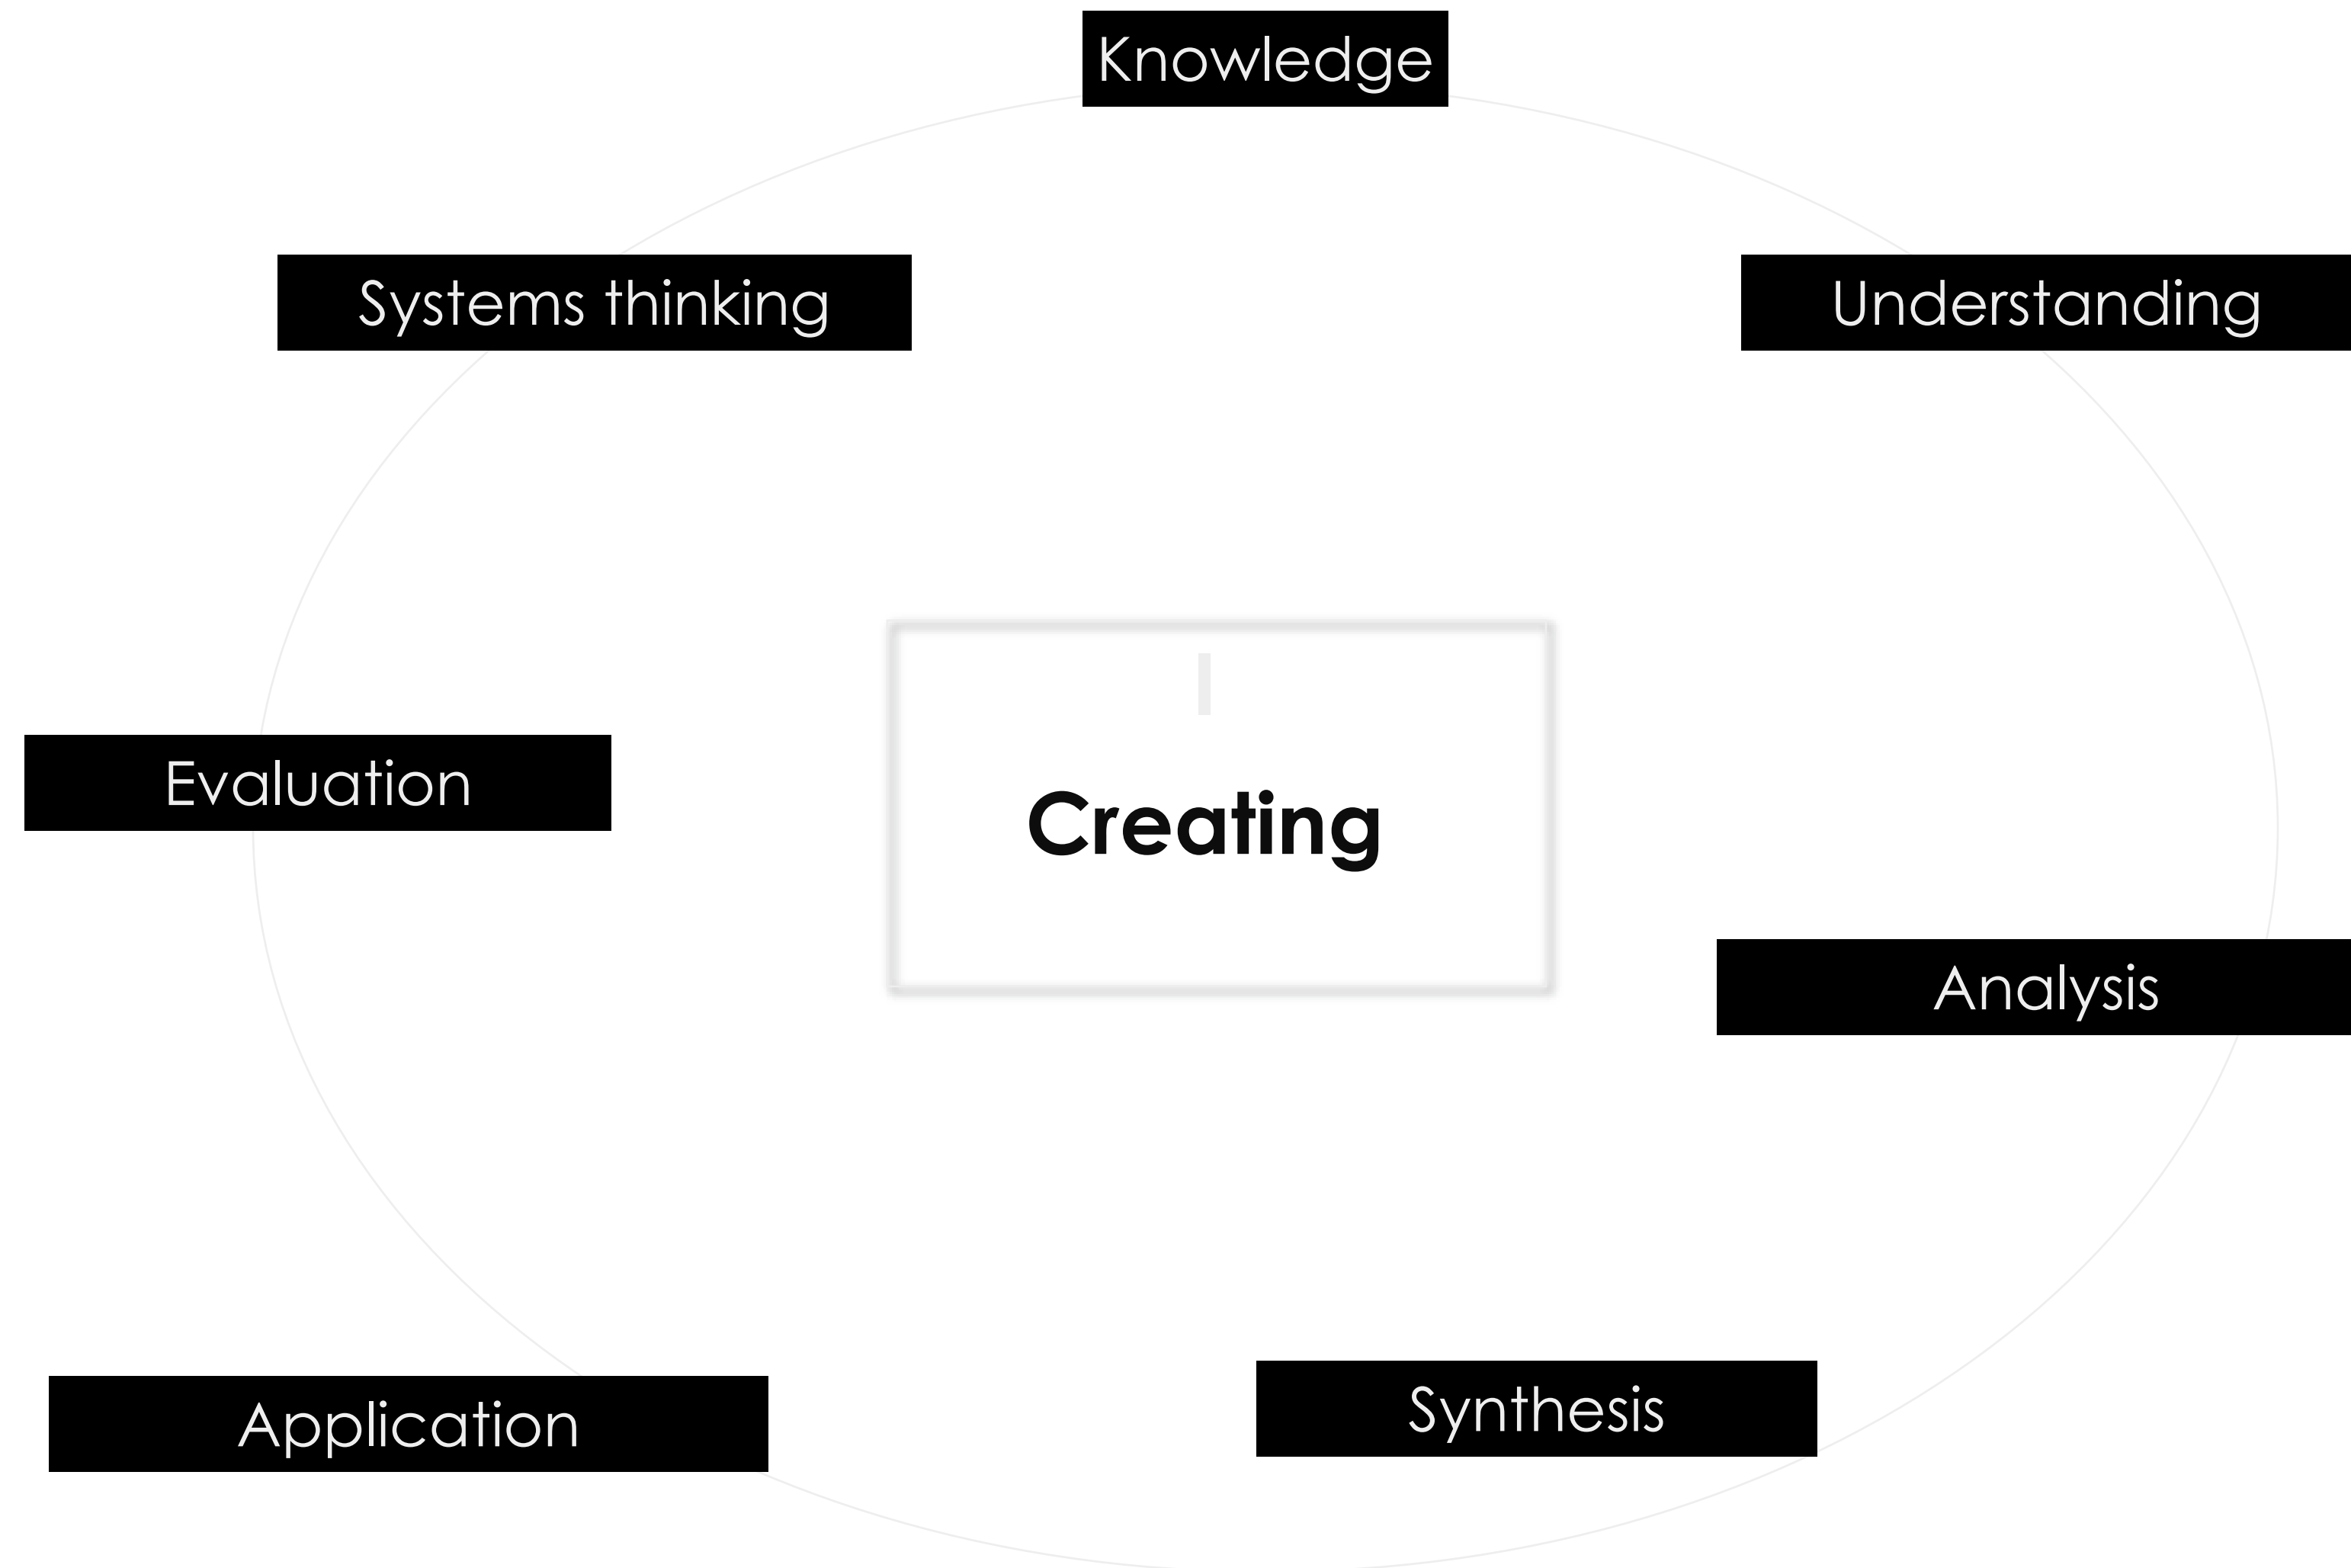 Knowledge
Systems thinking
Understanding
Evaluation
Creating
Analysis
Application
Synthesis